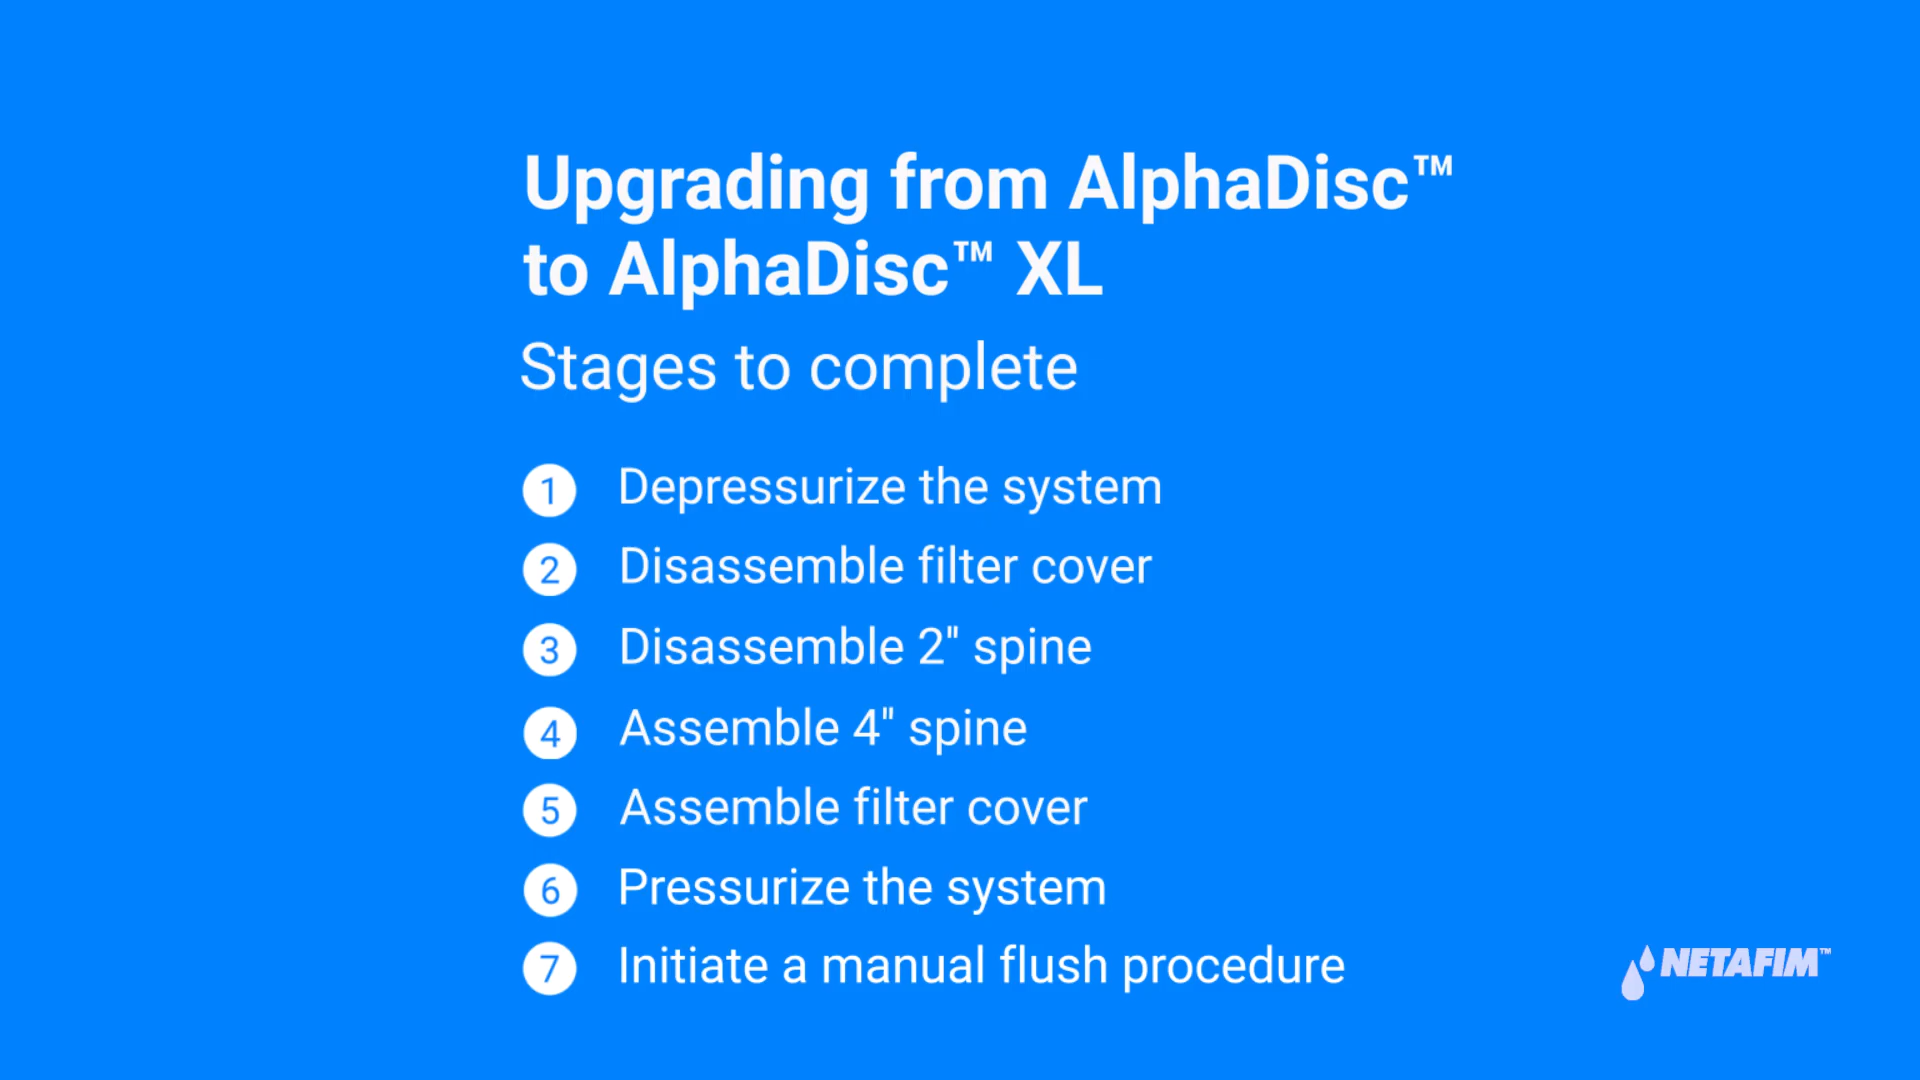 Upgrading from AlphaDisc™
to AlphaDisc™ XL
Stages to complete
1 Depressurize the system
2 Disassemble filter cover
3 Disassemble 2" spine
4 Assemble 4" spine
5 Assemble filter cover
6 Pressurize the system
7 Initiate a manual flush procedure
NETAFIM™